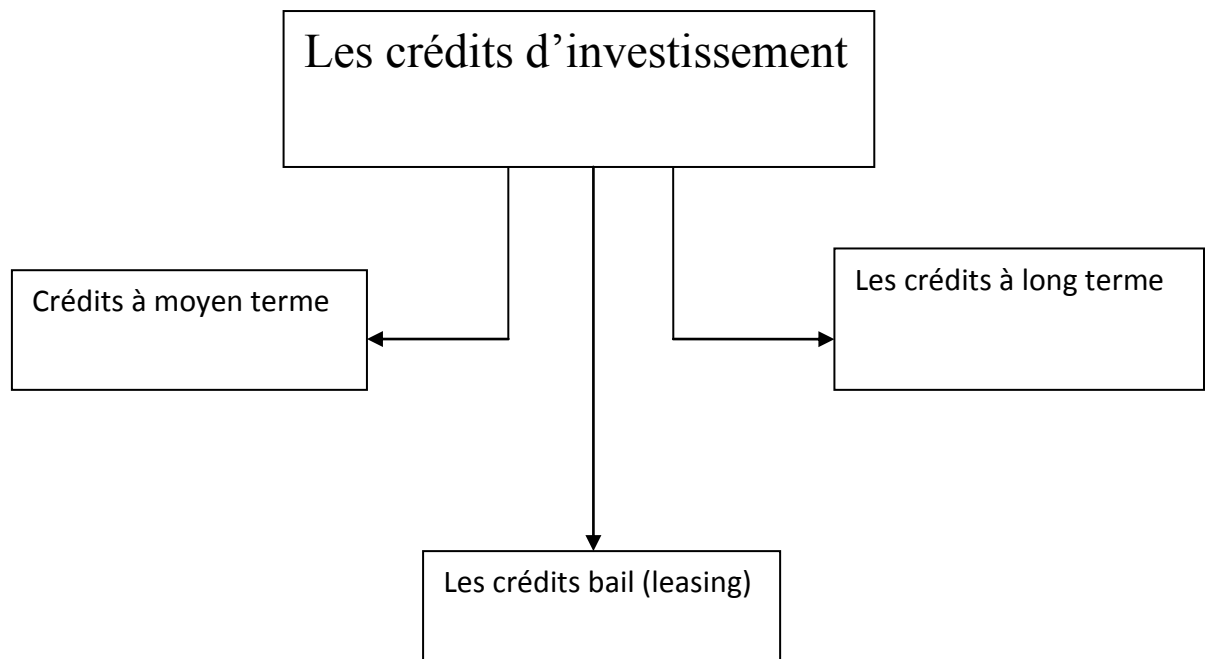 Les crédits d’investissement
Crédits à moyen terme
Les crédits à long terme
Les crédits bail (leasing)